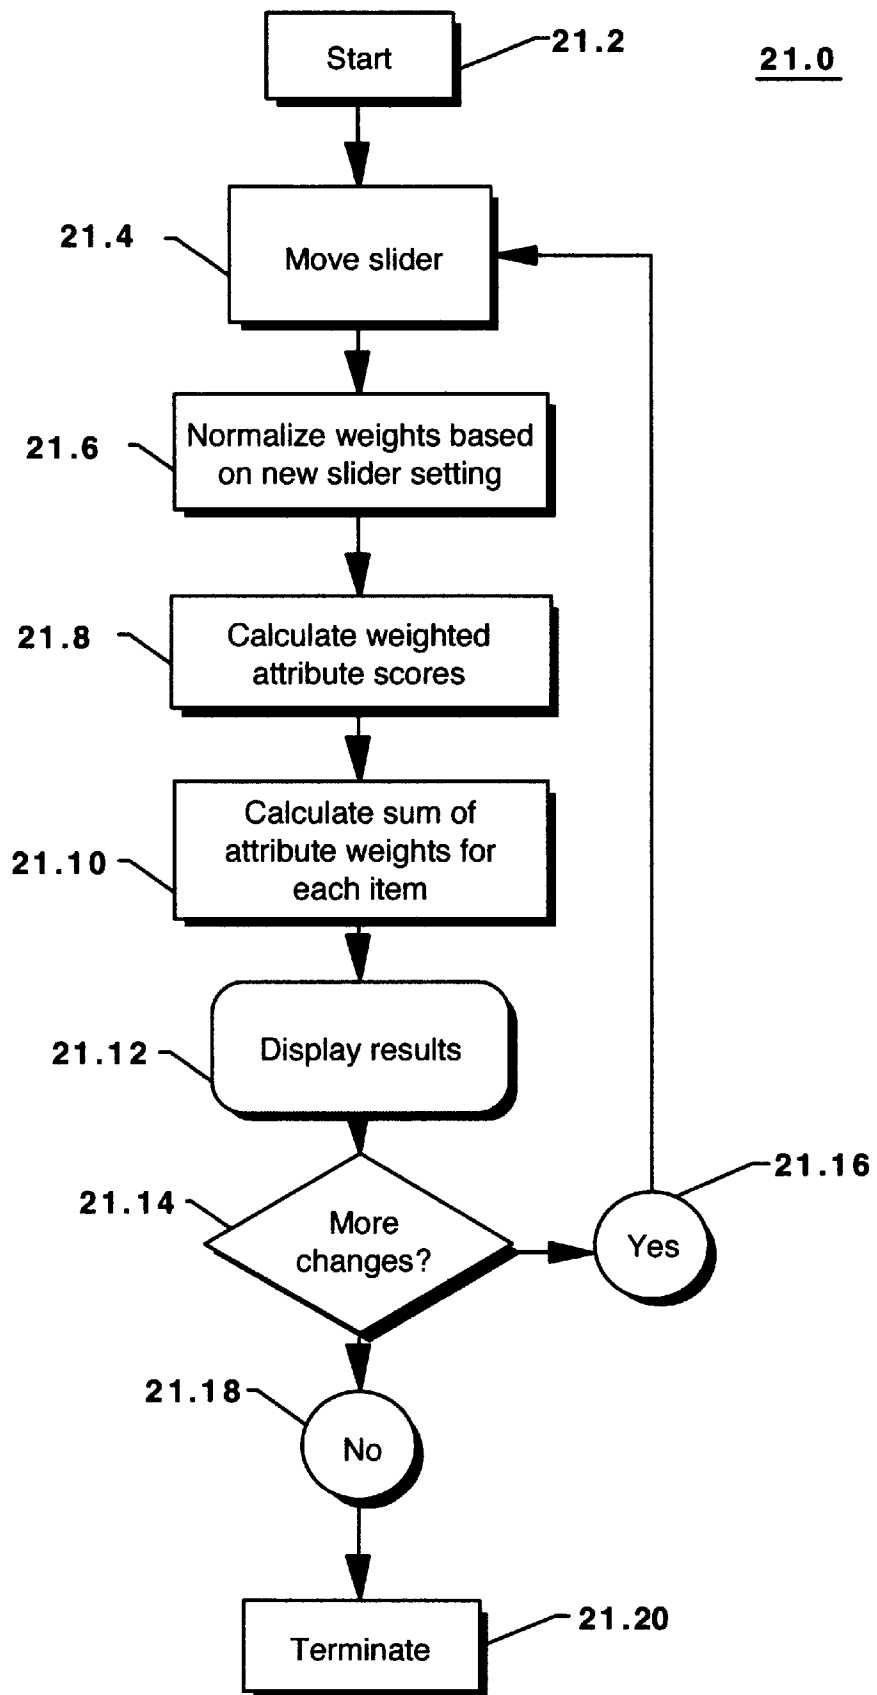 Start
21.2
21.0
21.4
Move slider
21.6
Normalize weights based
on new slider setting
21.8
Calculate weighted
attribute scores
21.10
Calculate sum of
attribute weights for
each item
21.12
Display results
21.14
More
changes?
21.16
Yes
21.18
No
21.20
Terminate